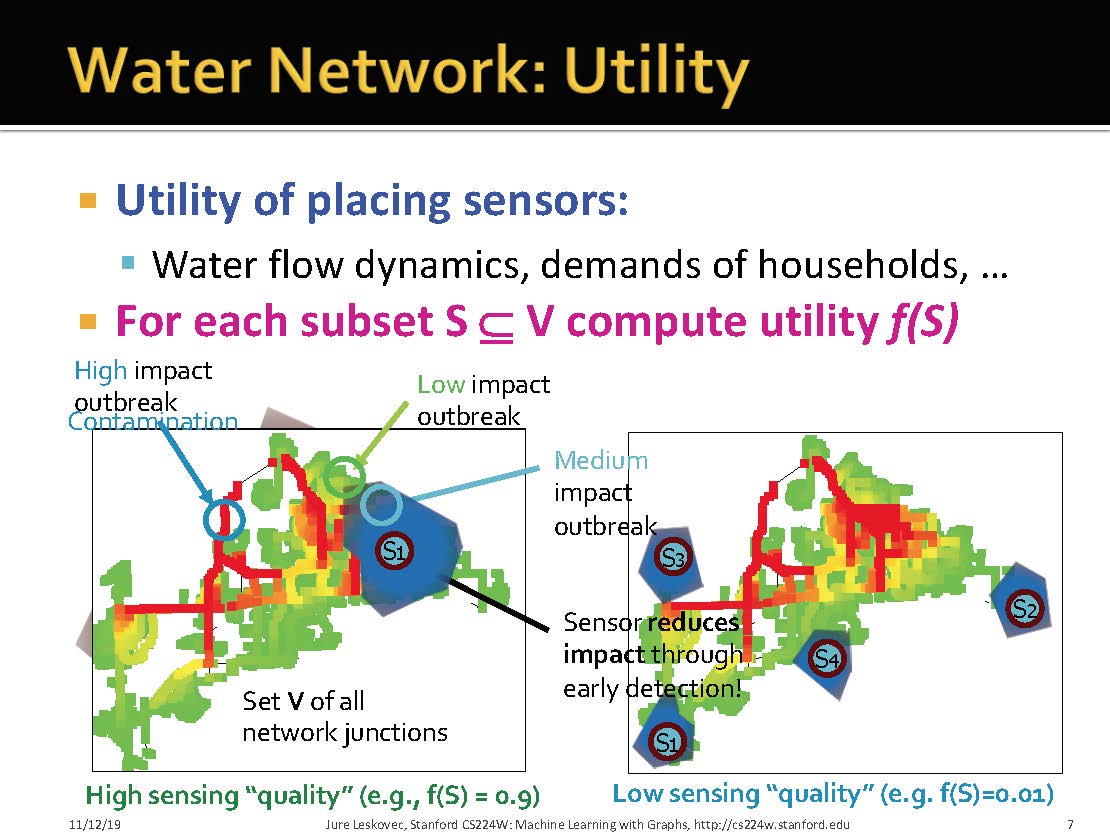 Water Network: Utility
Utility of placing sensors:
Water flow dynamics, demands of households, …
For each subset S ⊆ V compute utility f(S)
High impact
outbreak
Contamination
Low impact
outbreak
Medium
impact
outbreak
S1
Sensor reduces
impact through
early detection!
Set V of all
network junctions
S3
S2
S4
S1
High sensing “quality” (e.g., f(S) = 0.9)
Low sensing “quality” (e.g. f(S)=0.01)
11/12/19
Jure Leskovec, Stanford CS224W: Machine Learning with Graphs, http://cs224w.stanford.edu
7